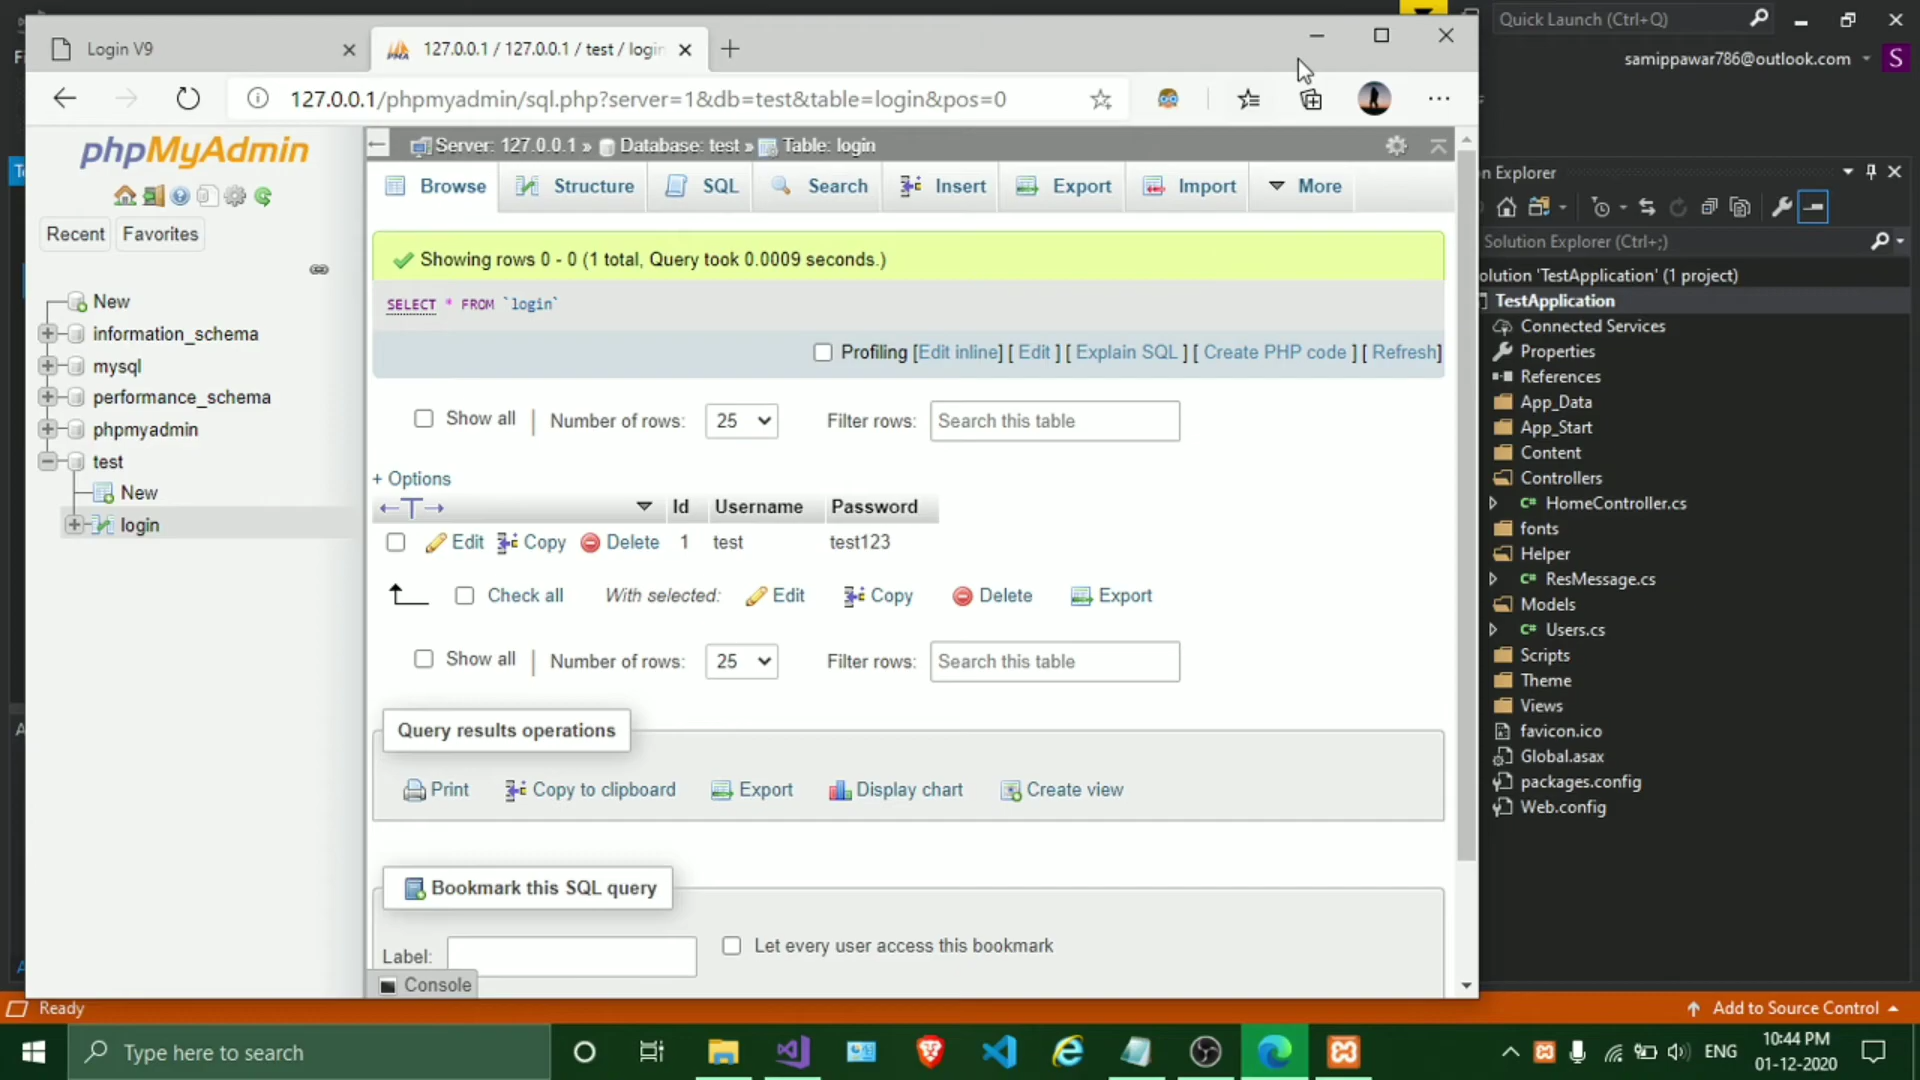 Quick Launch (Ctrl+Q)
Login V9
127.0.0.1 / 127.0.0.1 / test / login
samippawar786@outlook.com
S
127.0.0.1/phpmyadmin/sql.php?server=1&db=test&table=login&pos=0
phpMyAdmin
Recent
Favorites
New
information_schema
mysql
performance_schema
phpmyadmin
test
New
login
Server: 127.0.0.1 » Database: test » Table: login
Browse
Structure
SQL
Search
Insert
Export
Import
More
Showing rows 0 - 0 (1 total, Query took 0.0009 seconds.)
SELECT * FROM `login`
Profiling [Edit inline] [ Edit ] [ Explain SQL ] [ Create PHP code ] [ Refresh]
Show all | Number of rows: 25 Filter rows: Search this table
+ Options
Id Username Password
Edit Copy Delete 1 test test123
Check all With selected: Edit Copy Delete Export
Show all | Number of rows: 25 Filter rows: Search this table
Query results operations
Print Copy to clipboard Export Display chart Create view
Bookmark this SQL query
Label:
Let every user access this bookmark
Console
n Explorer
Solution Explorer (Ctrl+;)
olution 'TestApplication' (1 project)
TestApplication
Connected Services
Properties
References
App_Data
App_Start
Content
Controllers
C# HomeController.cs
fonts
Helper
C# ResMessage.cs
Models
C# Users.cs
Scripts
Theme
Views
favicon.ico
Global.asax
packages.config
Web.config
Ready
Add to Source Control
Type here to search
ENG
10:44 PM
01-12-2020